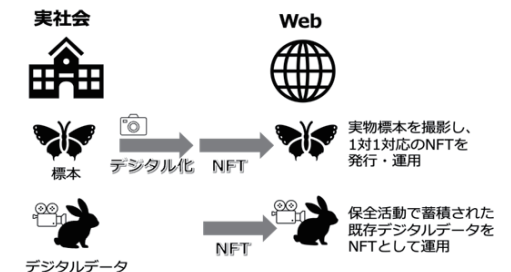 実社会
Web
実物標本を撮影し、
1対1対応のNFTを
発行・運用
デジタル化
NFT
標本
保全活動で蓄積された
既存デジタルデータを
NFTとして運用
NFT
デジタルデータ